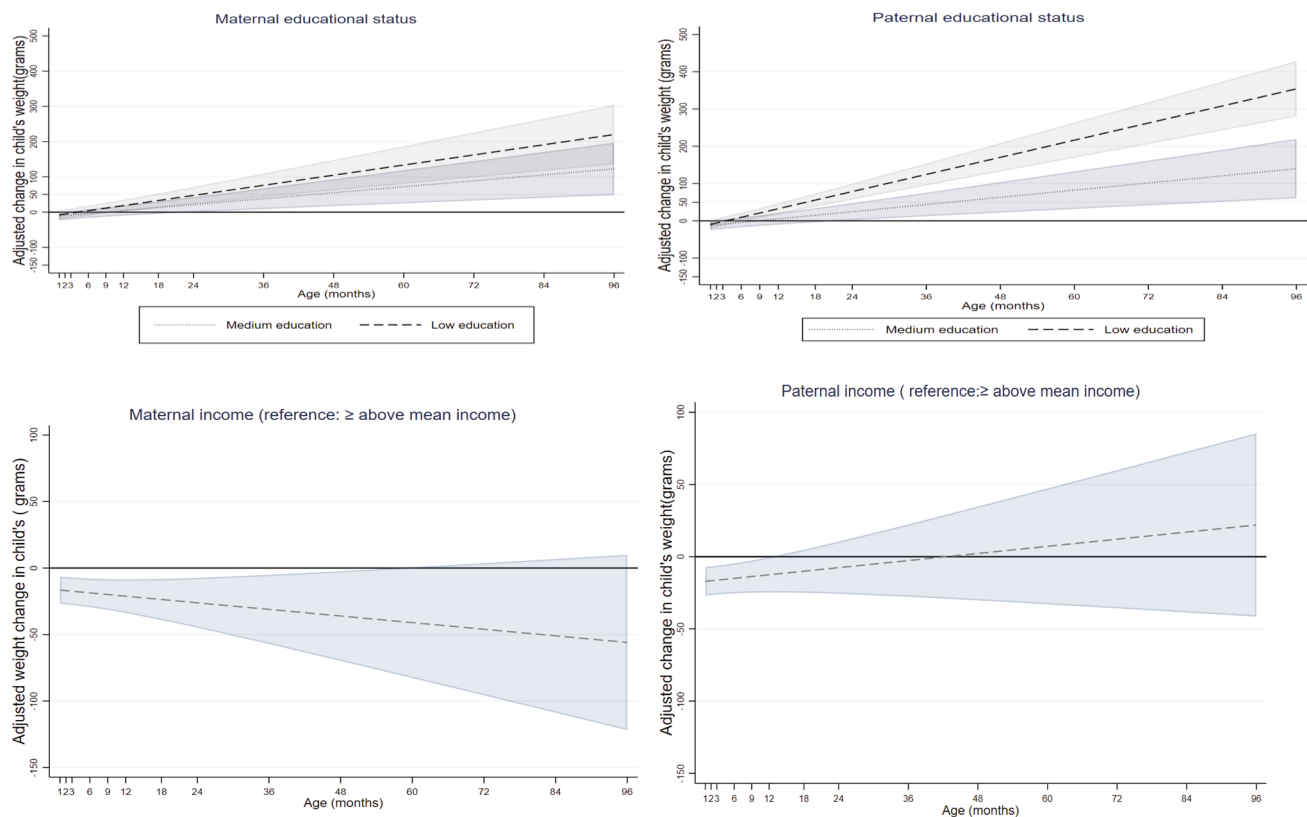 Maternal educational status
Adjusted change in child's weight(grams)
500
400
300
200
100
50
0
-100
-150
1 2 3 6 9 12 18 24 36 48 60 72 84 96
Age (months)
Medium education Low education
Paternal educational status
Adjusted change in child's weight (grams)
500
400
300
200
100
50
0
-50
-100
-150
1 2 3 6 9 12 18 24 36 48 60 72 84 96
Age (months)
Medium education Low education
Maternal income (reference: ≥ above mean income)
Adjusted weight change in child's ( grams)
100
50
0
-50
-100
-150
1 2 3 6 9 12 24 36 48 60 72 84 96
Age (months)
Paternal income ( reference:≥ above mean income)
Adjusted change in child's weight(grams)
100
50
0
-50
-100
-150
1 2 3 6 9 12 24 36 48 60 72 84 96
Age (months)